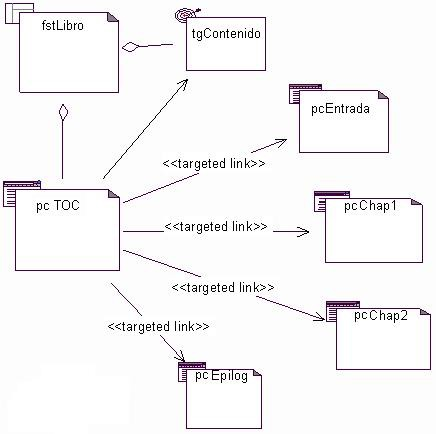 fstLibro
tgContenido
pcEntrada
<<targeted link>>
pc TOC
pcChap1
<<targeted link>>
<<targeted link>>
pcChap2
<<targeted link>>
pcEpilog